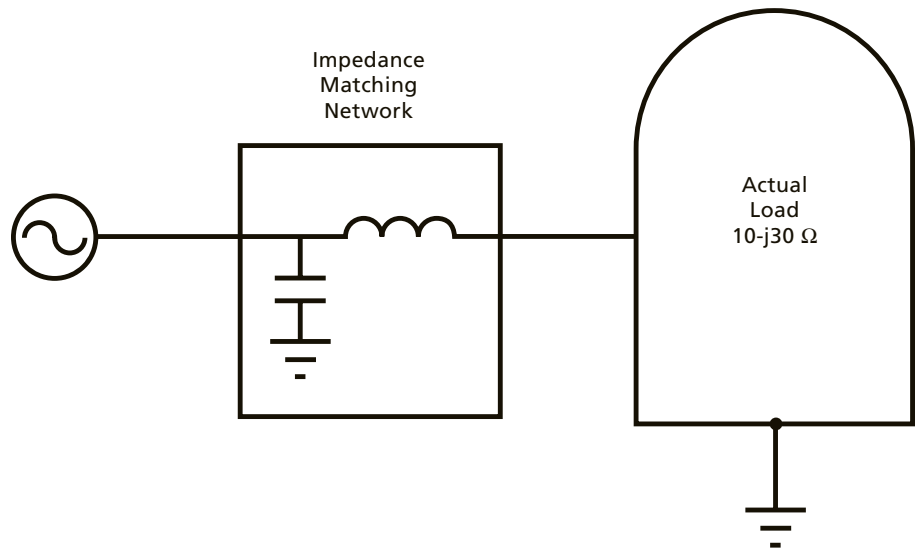 Impedance
Matching
Network
Actual
Load
10-j30 Ω